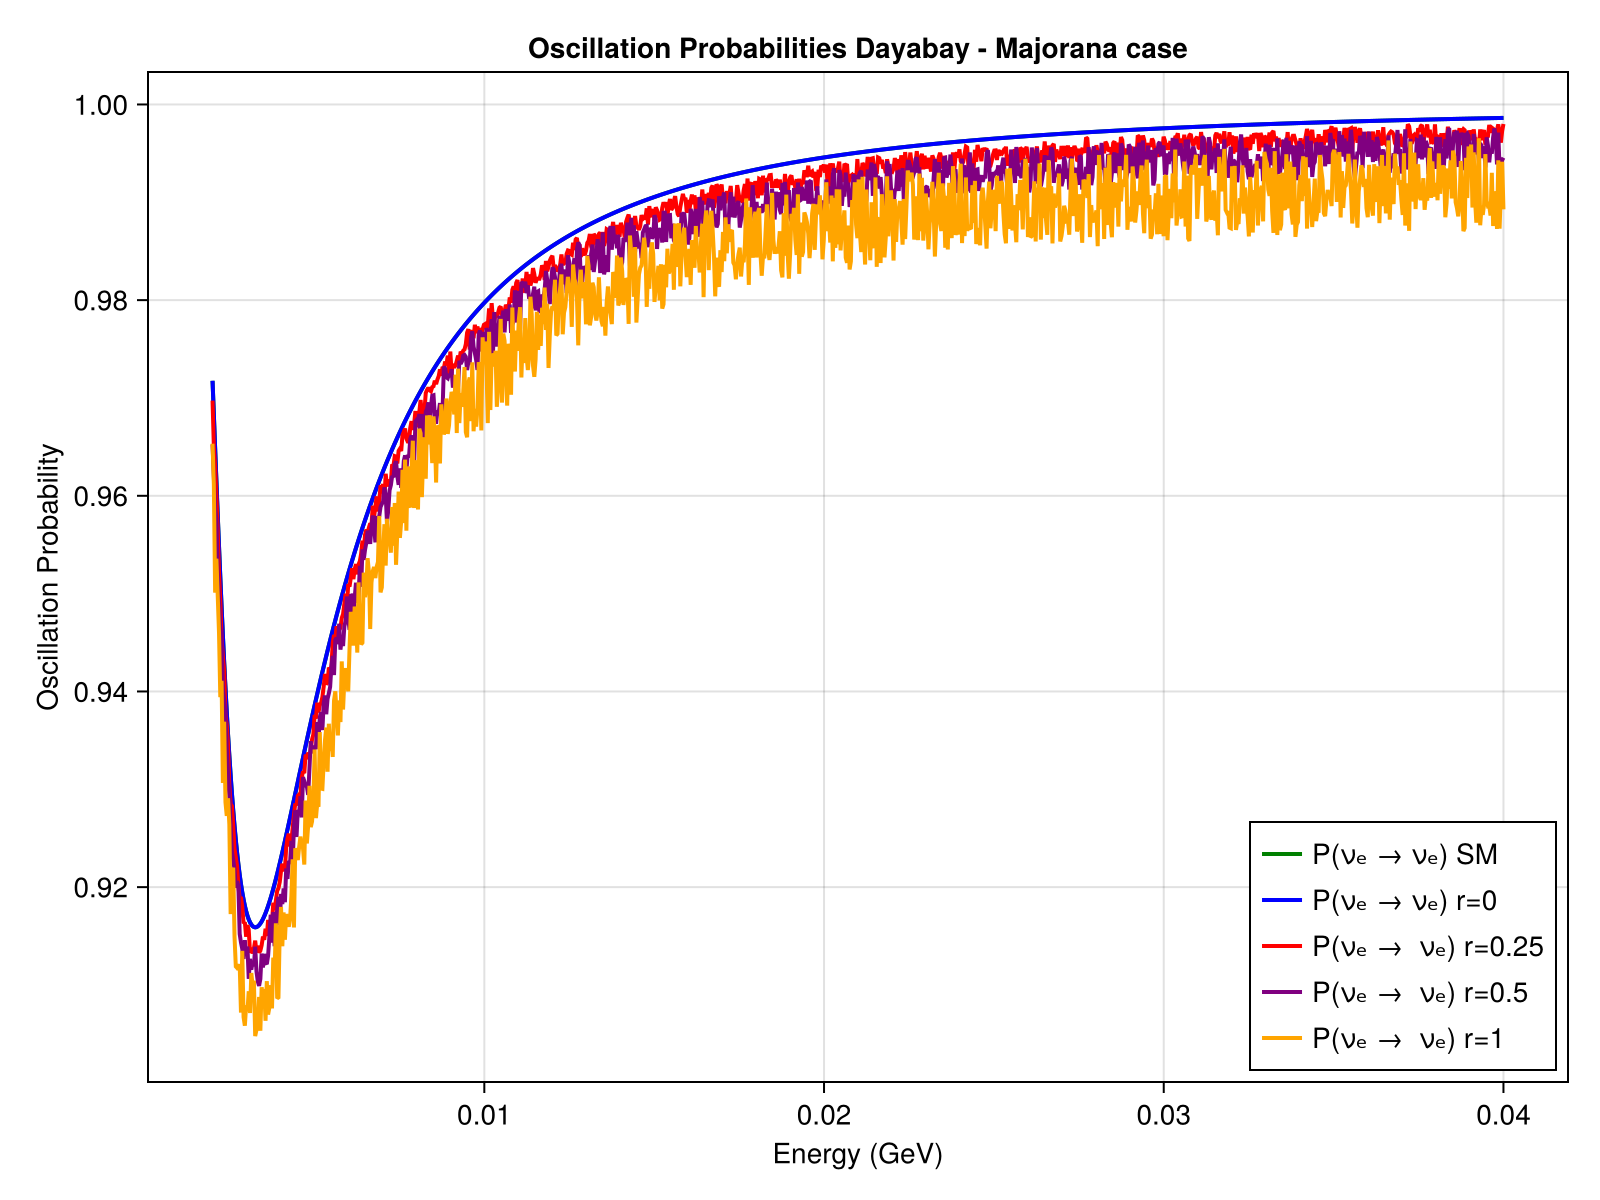 Oscillation Probabilities Dayabay - Majorana case
Oscillation Probability
1.00
0.98
0.96
0.94
0.92
0.01
0.02
0.03
0.04
Energy (GeV)
P(νₑ → νₑ) SM
P(νₑ → νₑ) r=0
P(νₑ →  νₑ) r=0.25
P(νₑ →  νₑ) r=0.5
P(νₑ →  νₑ) r=1